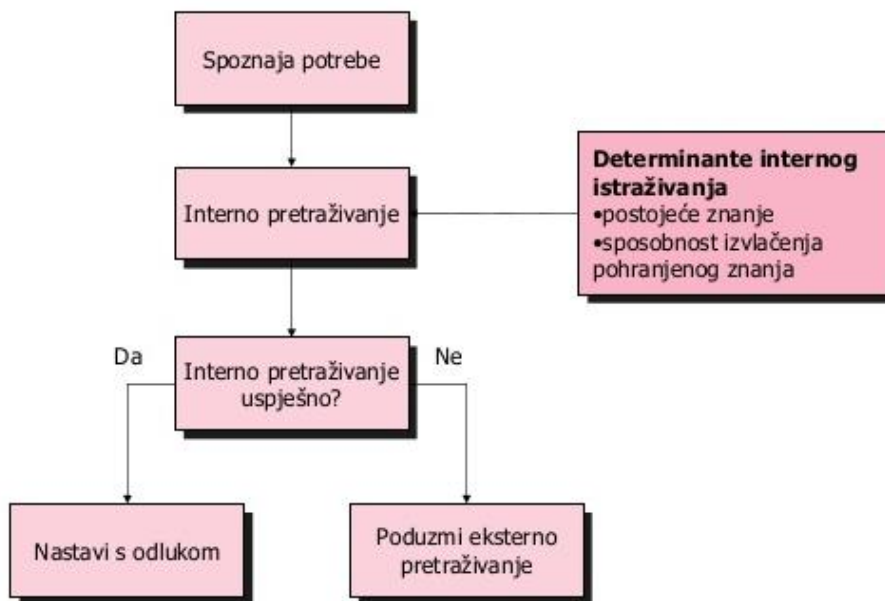 Spoznaja potrebe
Interno pretraživanje
Determinante internog
istraživanja
•postojeće znanje
•sposobnost izvlačenja
pohranjenog znanja
Da
Interno pretraživanje
uspješno?
Ne
Nastavi s odlukom
Poduzmi eksterno
pretraživanje